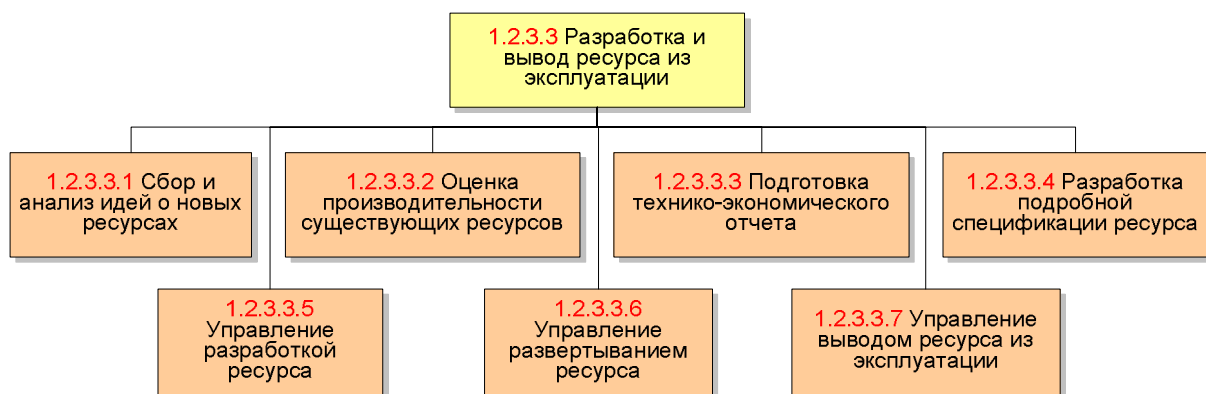 1.2.3.3 Разработка и
вывод ресурса из
эксплуатации
1.2.3.3.1 Сбор и
анализ идей о новых
ресурсах
1.2.3.3.2 Оценка
производительности
существующих ресурсов
1.2.3.3.3 Подготовка
технико-экономического
отчета
1.2.3.3.4 Разработка
подробной
спецификации ресурса
1.2.3.3.5
Управление
разработкой
ресурса
1.2.3.3.6
Управление
развертыванием
ресурса
1.2.3.3.7 Управление
выводом ресурса из
эксплуатации